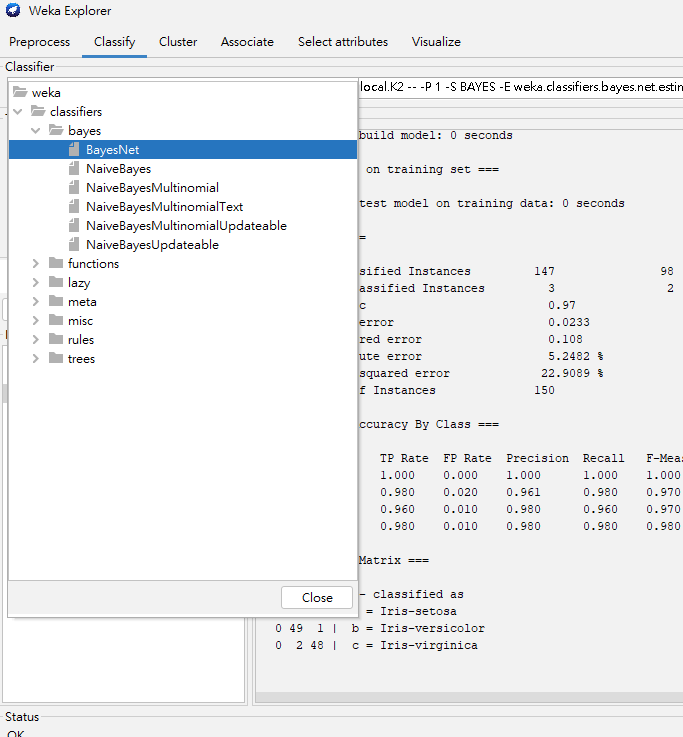 Weka Explorer
Preprocess Classify Cluster Associate Select attributes Visualize
Classifier
local.K2 -- -P 1 -S BAYES -E weka.classifiers.bayes.net.estin
weka
classifiers
bayes
BayesNet
NaiveBayes
NaiveBayesMultinomial
NaiveBayesMultinomialText
NaiveBayesMultinomialUpdateable
NaiveBayesUpdateable
functions
lazy
meta
misc
rules
trees
Close
build model: 0 seconds
on training set ===
test model on training data: 0 seconds
=
sified Instances 147 98
assified Instances 3 2
c 0.97
error 0.0233
red error 0.108
ute error 5.2482 %
squared error 22.9089 %
f Instances 150
ccuracy By Class ===
TP Rate FP Rate Precision Recall F-Meas
1.000 0.000 1.000 1.000 1.000
0.980 0.020 0.961 0.980 0.970
0.960 0.010 0.980 0.960 0.970
0.980 0.010 0.980 0.980 0.980
Matrix ===
- classified as
= Iris-setosa
0 49 1 | b = Iris-versicolor
0 2 48 | c = Iris-virginica
Status
OK